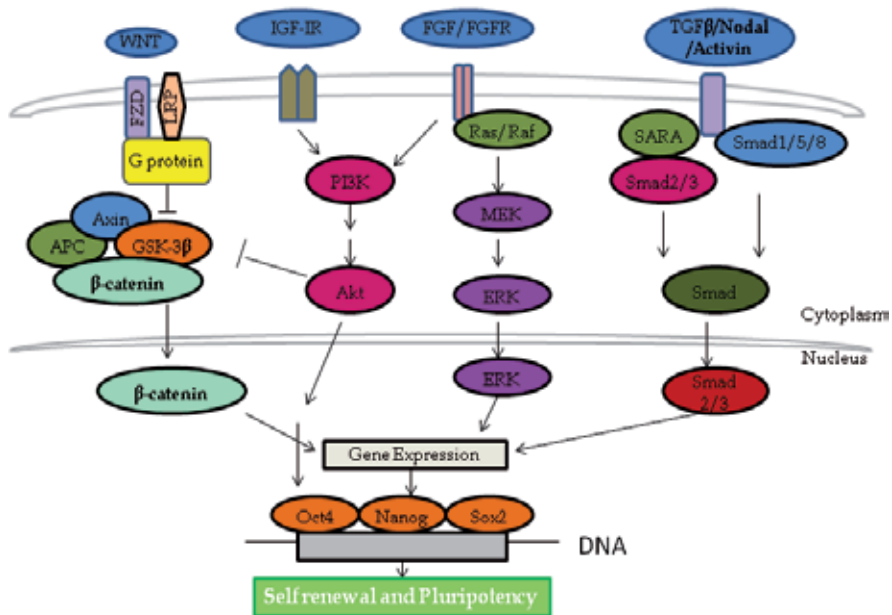 WNT
IGF-IR
FGF/FGFR
TGFβ/Nodal
/Activin
FZD
LRP
G protein
Ras/Raf
SARA
Smad1/5/8
Smad2/3
PI3K
MEK
Axin
APC
GSK-3β
β-catenin
Akt
ERK
Smad
Cytoplasm
Nucleus
β-catenin
ERK
Smad
2/3
Gene Expression
Oct4
Nanog
Sox2
DNA
Self renewal and Pluripotency